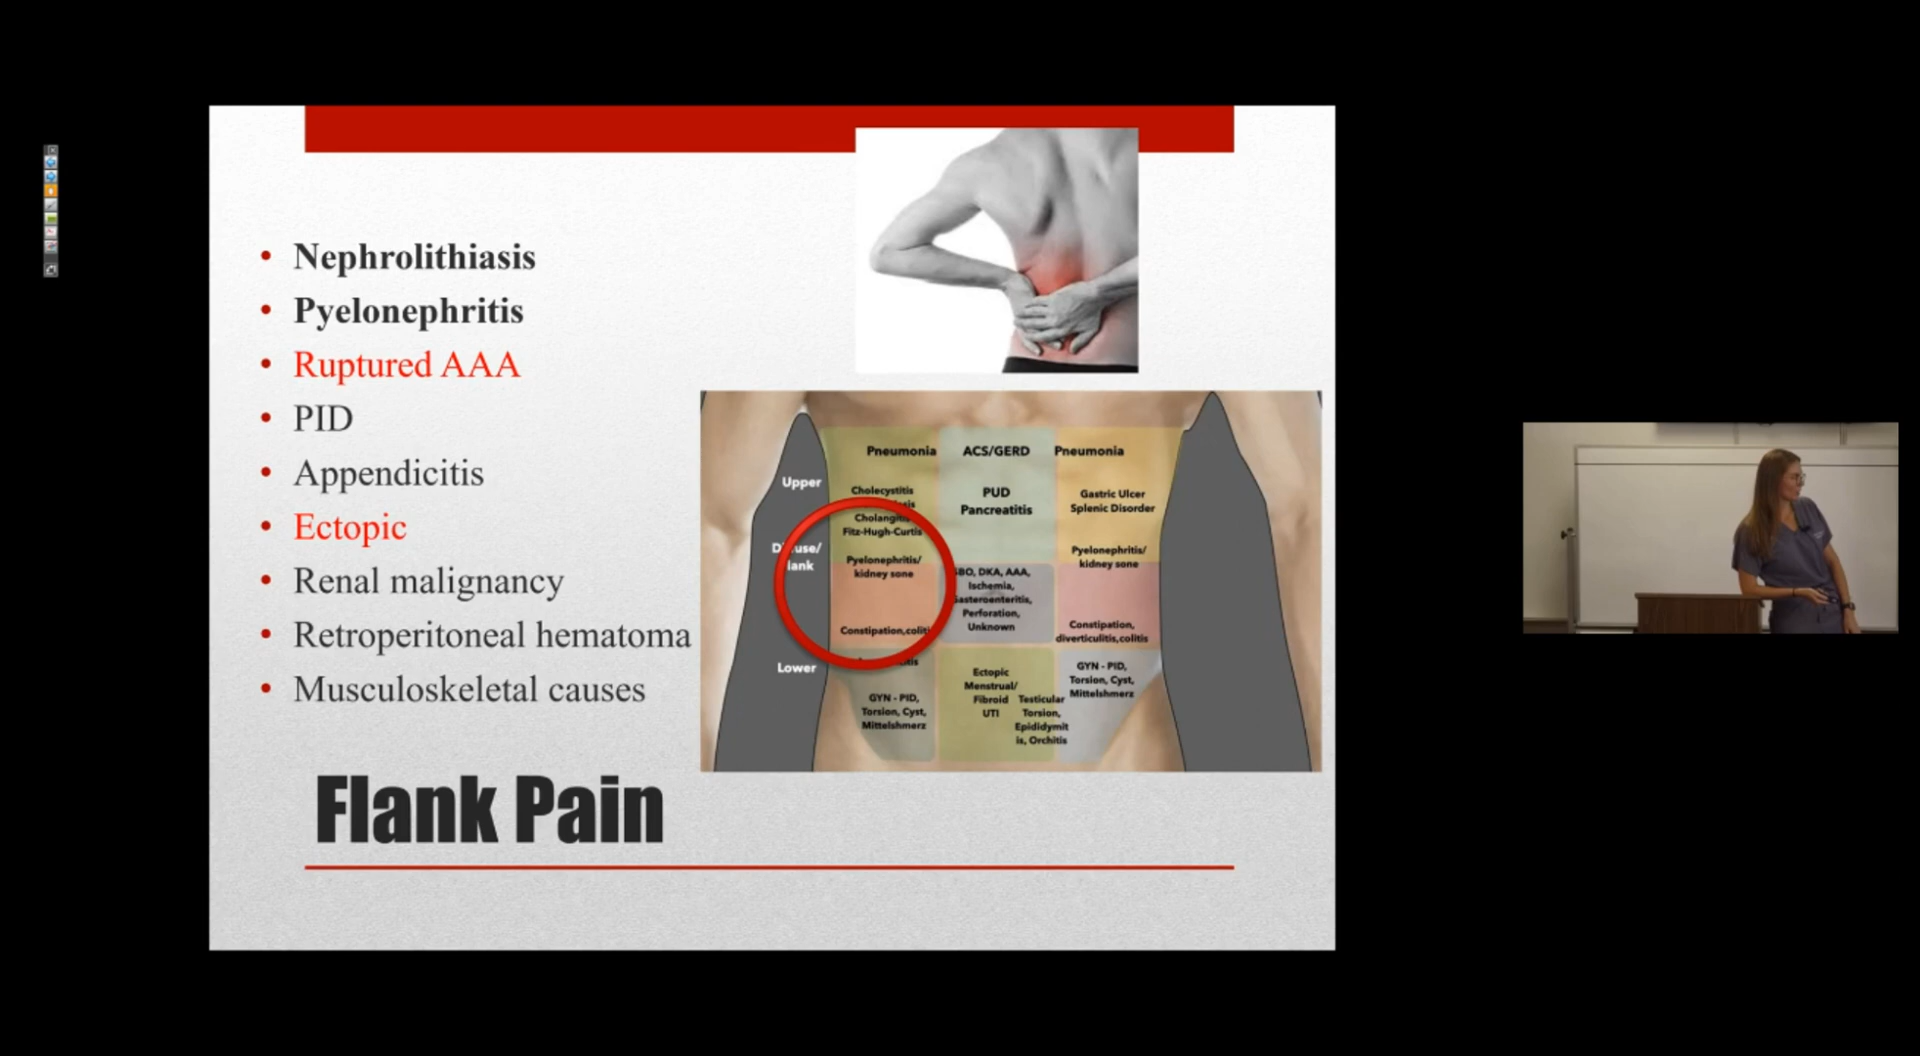 Nephrolithiasis
Pyelonephritis
Ruptured AAA
PID
Appendicitis
Ectopic
Renal malignancy
Retroperitoneal hematoma
Musculoskeletal causes
Flank Pain
Pneumonia
ACS/GERD
Pneumonia
Upper
Cholecystitis
Fitz-Hugh-Curtis
PUD
Pancreatitis
Gastric Ulcer
Splenic Disorder
Pyelonephritis/
kidney sone
Pyelonephritis/
kidney sone
DKA, AAA,
Ischemia,
Perforation,
Unknown
Constipation,
Constipation,
diverticulitis,colitis
Lower
GYN - PID,
Torsion, Cyst,
Mittelshmerz
Ectopic
Menstrual/
Fibroid
UTI
Testicular
Torsion,
Epididymit
is, Orchitis
GYN - PID,
Torsion, Cyst,
Mittelshmerz